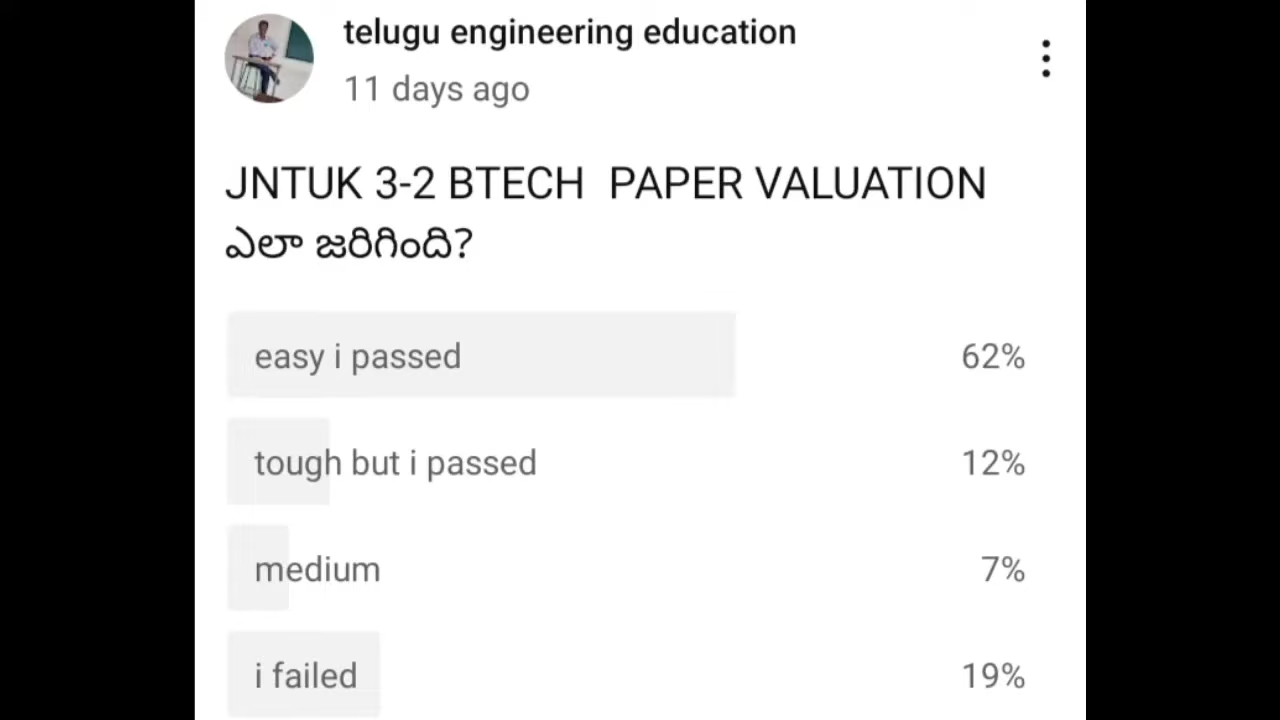 telugu engineering education
11 days ago
JNTUK 3-2 BTECH PAPER VALUATION
ఎలా జరిగింది?
easy i passed 62%
tough but i passed 12%
medium 7%
i failed 19%